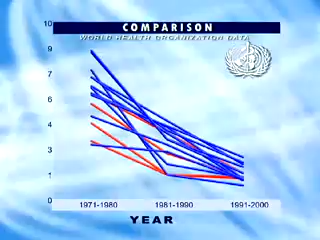 COMPARISON
WORLD HEALTH ORGANIZATION DATA
10
9
7
6
5
4
3
2
1
0
1971-1980 1981-1990 1991-2000
YEAR